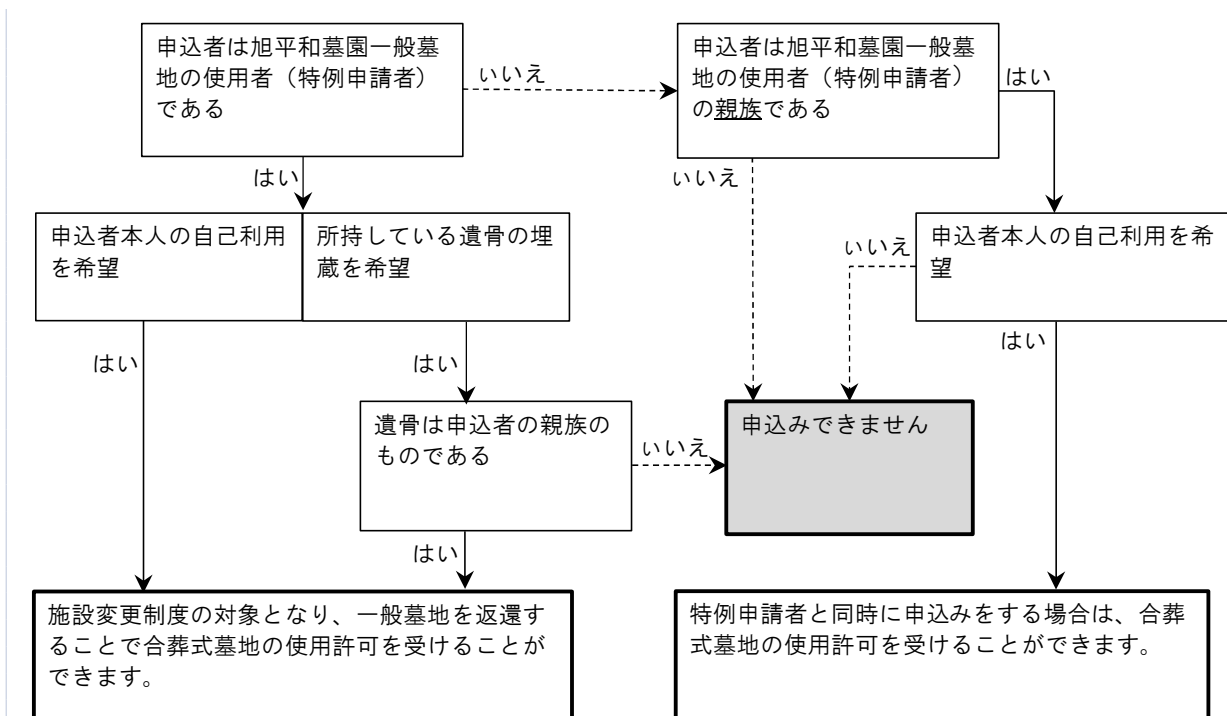 申込者は旭平和墓園一般墓
地の使用者（特例申請者）
である
いいえ
申込者は旭平和墓園一般墓
地の使用者（特例申請者）
の親族である
はい
はい
いいえ
申込者本人の自己利用
を希望
所持している遺骨の埋
蔵を希望
いいえ
申込者本人の自己利用を希
望
はい
はい
はい
遺骨は申込者の親族の
ものである
いいえ
申込みできません
はい
施設変更制度の対象となり、一般墓地を返還す
ることで合葬式墓地の使用許可を受けることが
できます。
特例申請者と同時に申込みをする場合は、合葬
式墓地の使用許可を受けることができます。